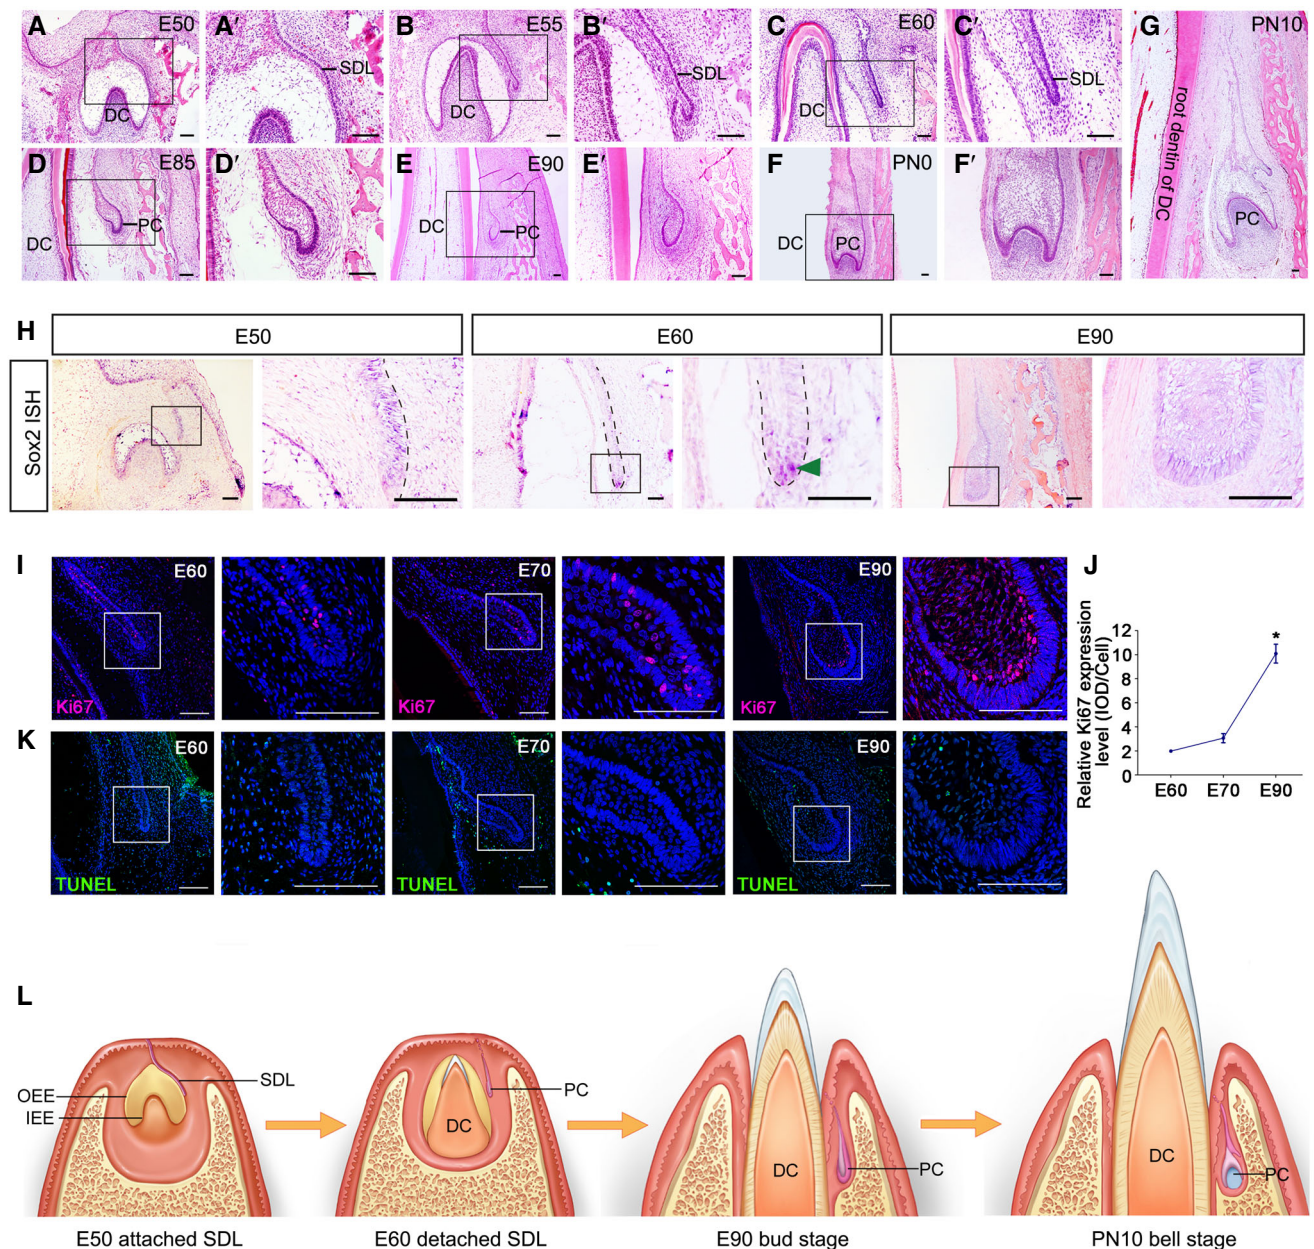 A E50 A′ B E55 B′ C E60 C′ G PN10
SDL SDL SDL
DC DC DC
root dentin of DC
D E85 D′ E E90 E′ F PN0 F′
PC DC PC DC DC PC PC
H
E50 E60 E90
Sox2 ISH
I E60 E70 E90 J
Ki67 Ki67 Ki67
Relative Ki67 expression
level (IOD/Cell)
12
10
8
6
4
2
0
*
E60 E70 E90
K E60 E70 E90
TUNEL TUNEL TUNEL
L
OEE SDL
IEE
PC
DC
DC PC
DC PC
E50 attached SDL E60 detached SDL E90 bud stage PN10 bell stage